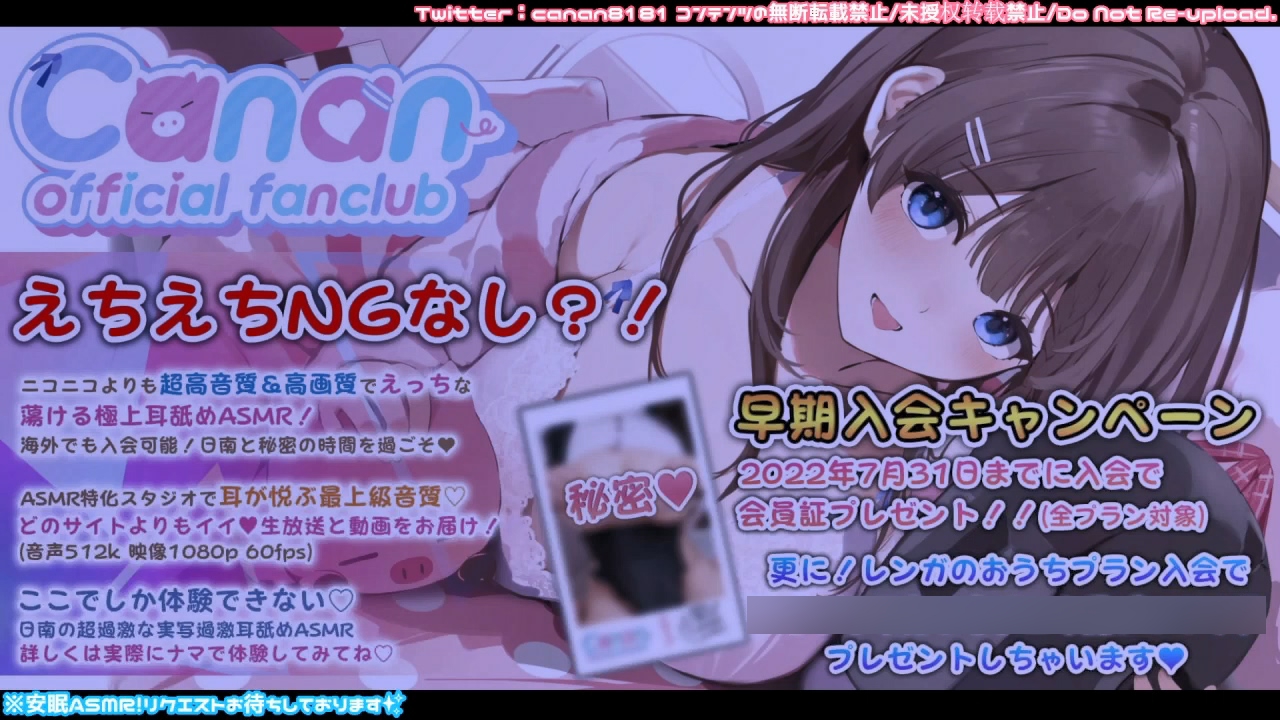 Twitter：canan8181 コンテンツの無断転載禁止/未授权转载禁止/Do Not Re-upload.
Canan
official fanclub
えちえちNGなし？！
ニコニコよりも超高音質＆高画質でえっちな
蕩ける極上耳舐めASMR！
海外でも入会可能！日南と秘密の時間を過ごそ♥
ASMR特化スタジオで耳が悦ぶ最上級音質♡
どのサイトよりもイイ♥生放送と動画をお届け！
(音声512k 映像1080p 60fps)
ここでしか体験できない♡
日南の超過激な実写過激耳舐めASMR
詳しくは実際にナマで体験してみてね♡
秘密♥
早期入会キャンペーン
2022年7月31日までに入会で
会員証プレゼント！！(全プラン対象)
更に！レンガのおうちプラン入会で
プレゼントしちゃいます♥
※安眠ASMR!リクエストお待ちしております✨